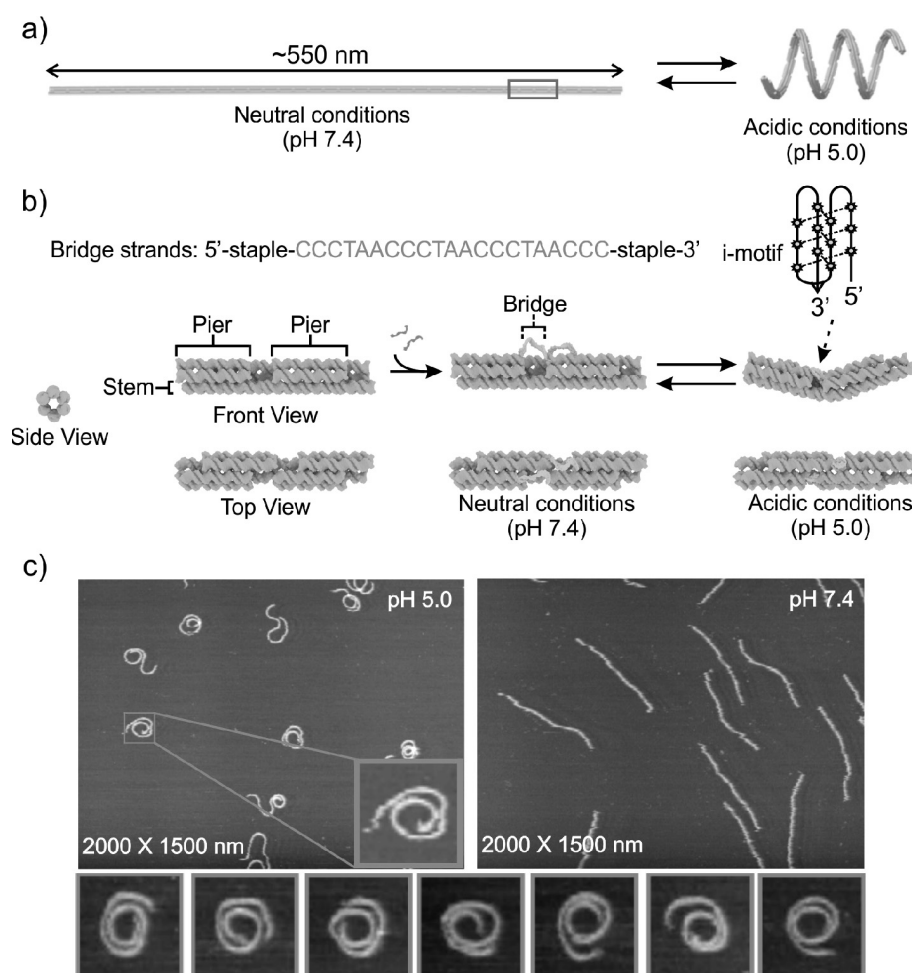 a)
~550 nm
Neutral conditions
(pH 7.4)
Acidic conditions
(pH 5.0)
b)
Bridge strands: 5’-staple-CCCTAACCCTAACCCTAACCC-staple-3’
i-motif
3’ 5’
Bridge
Pier Pier
Stem
Front View
Side View
Top View
Neutral conditions
(pH 7.4)
Acidic conditions
(pH 5.0)
c)
pH 5.0
pH 7.4
2000 X 1500 nm
2000 X 1500 nm